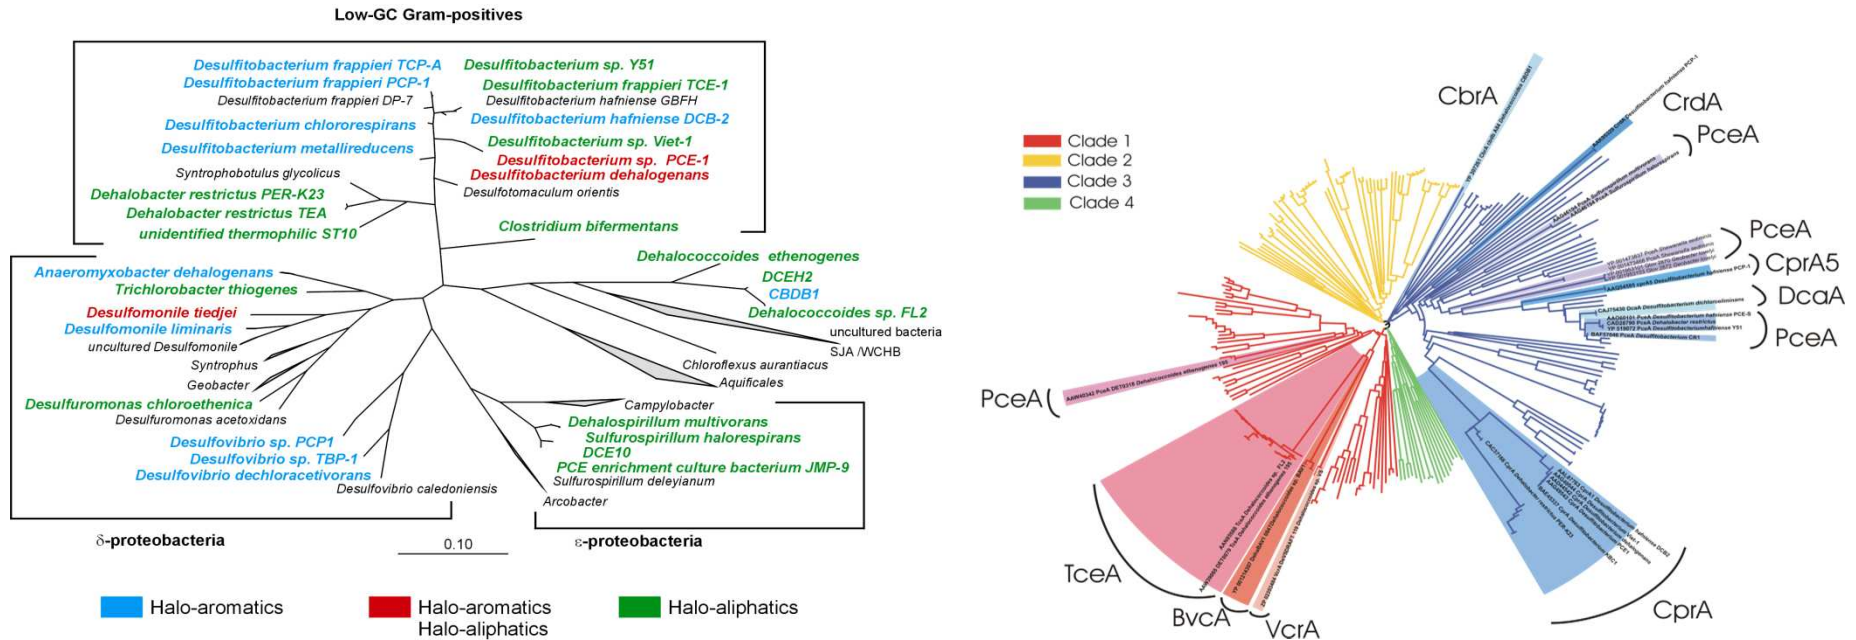 Low-GC Gram-positives
Desulfitobacterium frappieri TCP-A
Desulfitobacterium sp. Y51
Desulfitobacterium frappieri PCP-1
Desulfitobacterium frappieri TCE-1
Desulfitobacterium frappieri DP-7
Desulfitobacterium hafniense GBFH
Desulfitobacterium chlororespirans
Desulfitobacterium hafniense DCB-2
Desulfitobacterium metallireducens
Desulfitobacterium sp. Viet-1
Desulfitobacterium sp. PCE-1
Syntrophobotulus glycolicus
Desulfitobacterium dehalogenans
Dehalobacter restrictus PER-K23
Desulfotomaculum orientis
Dehalobacter restrictus TEA
unidentified thermophilic ST10
Clostridium bifermentans
Dehalococcoides ethenogenes
Anaeromyxobacter dehalogenans
DCEH2
Trichlorobacter thiogenes
CBDB1
Desulfomonile tiedjei
Dehalococcoides sp. FL2
Desulfomonile liminaris
uncultured bacteria
uncultured Desulfomonile
SJA /WCHB
Syntrophus
Chloroflexus aurantiacus
Geobacter
Aquificales
Desulfuromonas chloroethenica
Campylobacter
Desulfuromonas acetoxidans
Dehalospirillum multivorans
Desulfovibrio sp. PCP1
Sulfurospirillum halorespirans
Desulfovibrio sp. TBP-1
DCE10
Desulfovibrio dechloracetivorans
PCE enrichment culture bacterium JMP-9
Sulfurospirillum deleyianum
Desulfovibrio caledoniensis
Arcobacter
δ-proteobacteria
0.10
ε-proteobacteria
Halo-aromatics
Halo-aromatics
Halo-aliphatics
Halo-aliphatics
Clade 1
Clade 2
Clade 3
Clade 4
CbrA
CrdA
PceA
PceA
CprA5
DcaA
PceA
PceA
TceA
BvcA
VcrA
CprA